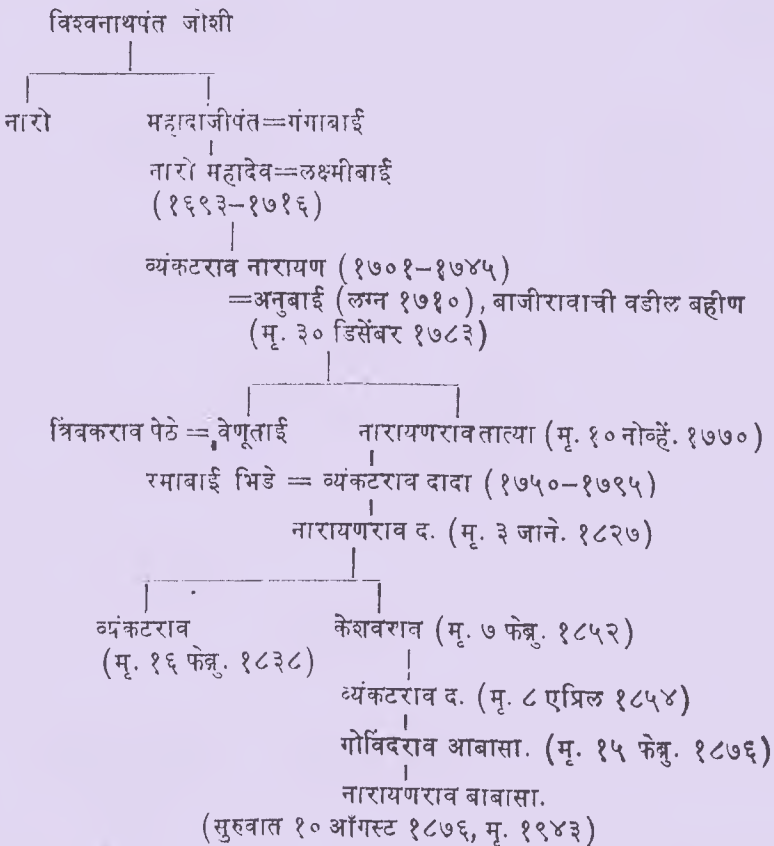 विश्वनाथपंत जोशी
नारो महादाजीपंत==गंगाबाई
नारो महादेव==लक्ष्मीबाई
(१६९३-१७१६)
व्यंकटराव नारायण (१७०१-१७४५)
==अनुबाई (लग्न १७१०), बाजीरावाची वडील बहीण
(मृ. ३० डिसेंबर १७८३)
त्रिंबकराव पेठे == वेणूताई नारायणराव तात्या (मृ. १० नोव्हें. १७७०)
रमाबाई भिडे == व्यंकटराव दादा (१७५०-१७९५)
नारायणराव द. (मृ. ३ जाने. १८२७)
व्यंकटराव केशवराव (मृ. ७ फेब्रु. १८५२)
(मृ. १६ फेब्रु. १८३८)
व्यंकटराव द. (मृ. ८ एप्रिल १८५४)
गोविंदराव आबासा. (मृ. १५ फेब्रु. १८७६)
नारायणराव बाबासा.
(सुरुवात १० ऑगस्ट १८७६, मृ. १९४३)